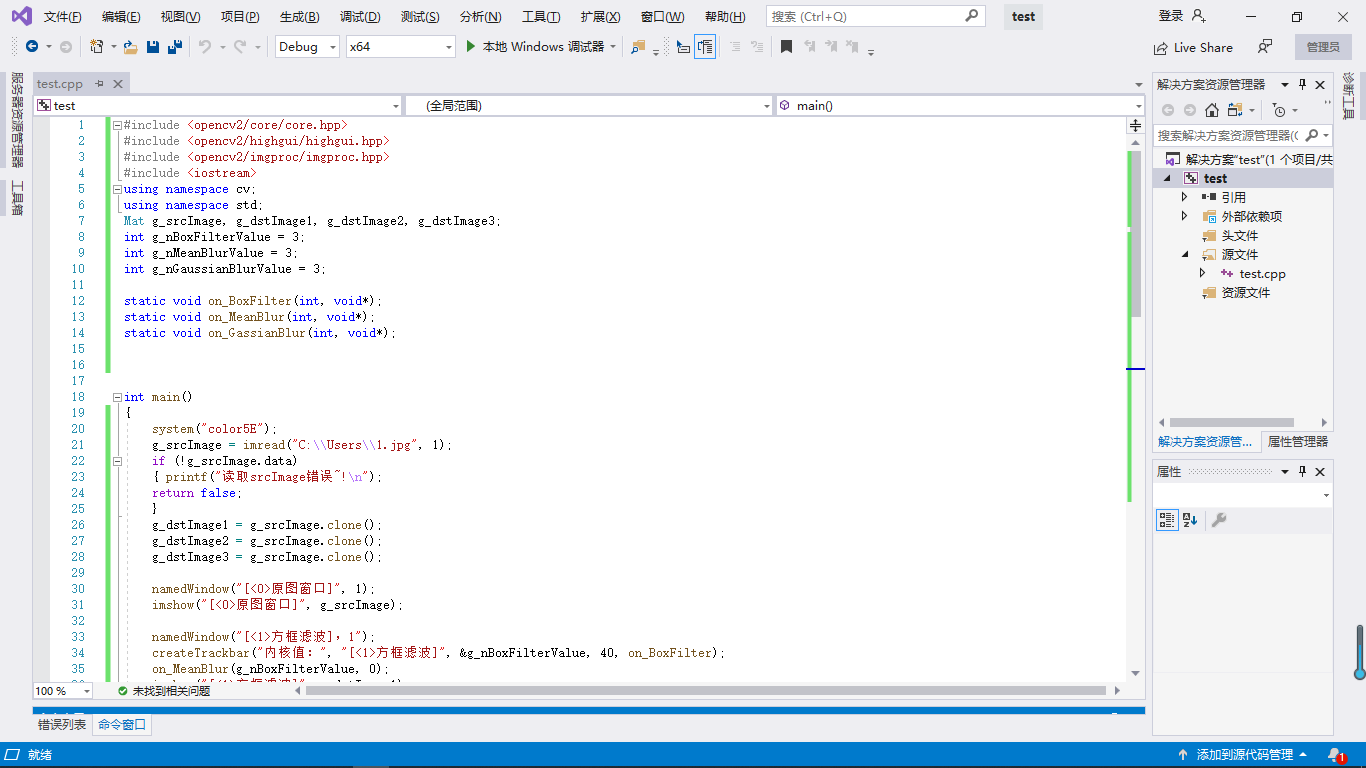 文件(F) 编辑(E) 视图(V) 项目(P) 生成(B) 调试(D) 测试(S) 分析(N) 工具(T) 扩展(X) 窗口(W) 帮助(H) 搜索 (Ctrl+Q) test 登录
Debug x64 本地 Windows 调试器 Live Share 管理员
服务器资源管理器
工具箱
test.cpp
test (全局范围) main()
1 #include <opencv2/core/core.hpp>
2 #include <opencv2/highgui/highgui.hpp>
3 #include <opencv2/imgproc/imgproc.hpp>
4 #include <iostream>
5 using namespace cv;
6 using namespace std;
7 Mat g_srcImage, g_dstImage1, g_dstImage2, g_dstImage3;
8 int g_nBoxFilterValue = 3;
9 int g_nMeanBlurValue = 3;
10 int g_nGaussianBlurValue = 3;
11
12 static void on_BoxFilter(int, void*);
13 static void on_MeanBlur(int, void*);
14 static void on_GassianBlur(int, void*);
15
16
17
18 int main()
19 {
20 system("color5E");
21 g_srcImage = imread("C:\\Users\\1.jpg", 1);
22 if (!g_srcImage.data)
23 { printf("读取srcImage错误~!\n");
24 return false;
25 }
26 g_dstImage1 = g_srcImage.clone();
27 g_dstImage2 = g_srcImage.clone();
28 g_dstImage3 = g_srcImage.clone();
29
30 namedWindow("[<0>原图窗口]", 1);
31 imshow("[<0>原图窗口]", g_srcImage);
32
33 namedWindow("[<1>方框滤波]，1");
34 createTrackbar("内核值：", "[<1>方框滤波]", &g_nBoxFilterValue, 40, on_BoxFilter);
35 on_MeanBlur(g_nBoxFilterValue, 0);
100 % 未找到相关问题
错误列表 命令窗口
解决方案资源管理器
搜索解决方案资源管理器(C
解决方案"test"(1 个项目/共
test
引用
外部依赖项
头文件
源文件
test.cpp
资源文件
解决方案资源管... 属性管理器
属性
诊断工具
就绪 添加到源代码管理 1